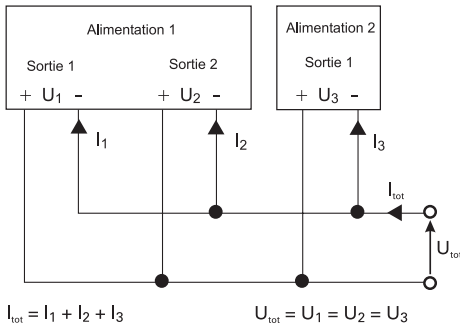 Alimentation 1
Alimentation 2
Sortie 1
Sortie 2
Sortie 1
+ U₁ −
+ U₂ −
+ U₃ −
I₁
I₂
I₃
Iₜₒₜ
Uₜₒₜ
Iₜₒₜ = I₁ + I₂ + I₃
Uₜₒₜ = U₁ = U₂ = U₃